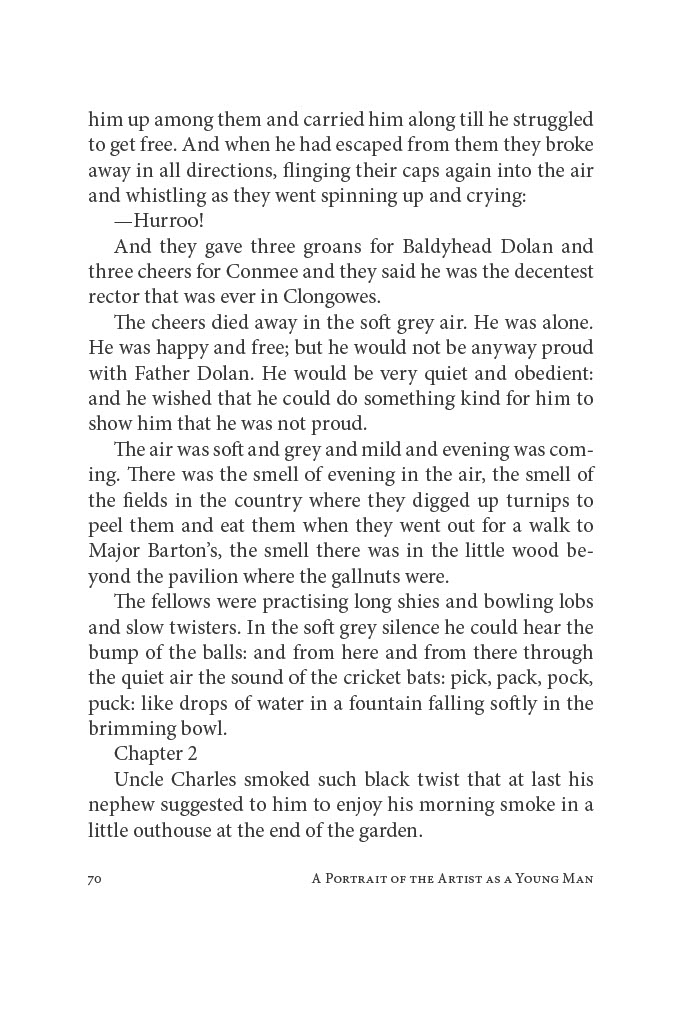 him up among them and carried him along till he struggled
to get free. And when he had escaped from them they broke
away in all directions, flinging their caps again into the air
and whistling as they went spinning up and crying:
—Hurroo!
And they gave three groans for Baldyhead Dolan and
three cheers for Conmee and they said he was the decentest
rector that was ever in Clongowes.
The cheers died away in the soft grey air. He was alone.
He was happy and free; but he would not be anyway proud
with Father Dolan. He would be very quiet and obedient:
and he wished that he could do something kind for him to
show him that he was not proud.
The air was soft and grey and mild and evening was com-
ing. There was the smell of evening in the air, the smell of
the fields in the country where they digged up turnips to
peel them and eat them when they went out for a walk to
Major Barton’s, the smell there was in the little wood be-
yond the pavilion where the gallnuts were.
The fellows were practising long shies and bowling lobs
and slow twisters. In the soft grey silence he could hear the
bump of the balls: and from here and from there through
the quiet air the sound of the cricket bats: pick, pack, pock,
puck: like drops of water in a fountain falling softly in the
brimming bowl.
Chapter 2
Uncle Charles smoked such black twist that at last his
nephew suggested to him to enjoy his morning smoke in a
little outhouse at the end of the garden.
70 A Portrait of the Artist as a Young Man